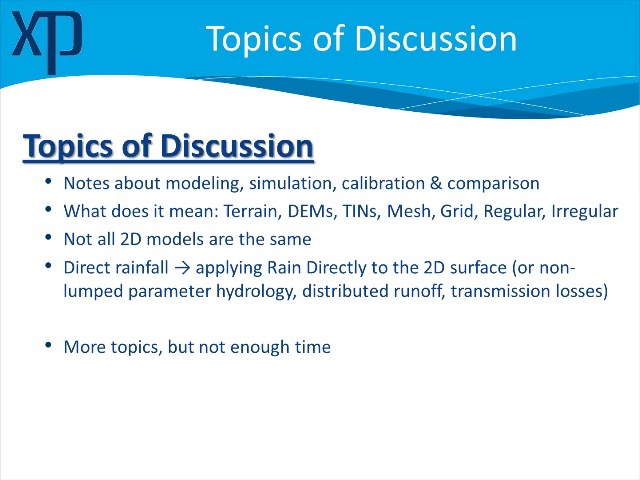 XP
Topics of Discussion
Topics of Discussion
• Notes about modeling, simulation, calibration & comparison
• What does it mean: Terrain, DEMs, TINs, Mesh, Grid, Regular, Irregular
• Not all 2D models are the same
• Direct rainfall → applying Rain Directly to the 2D surface (or non-
lumped parameter hydrology, distributed runoff, transmission losses)
• More topics, but not enough time